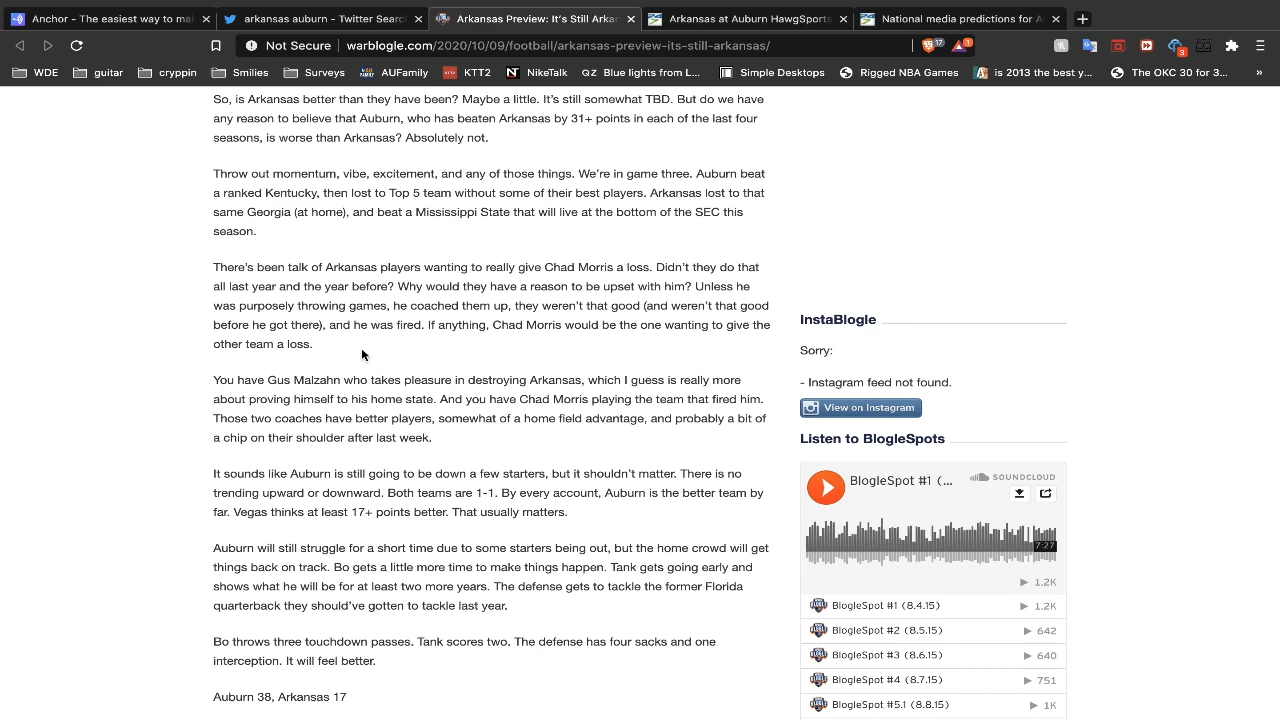 Anchor - The easiest way to mal
arkansas auburn - Twitter Searcl
Arkansas Preview: It's Still Arkan
Arkansas at Auburn HawgSports
National media predictions for A
Not Secure
warblogle.com/2020/10/09/football/arkansas-preview-its-still-arkansas/
17
1
3
WDE
guitar
cryppin
Smilies
Surveys
AUFamily
KTT2
NikeTalk
QZ Blue lights from L...
Simple Desktops
Rigged NBA Games
is 2013 the best y...
The OKC 30 for 3...
»
So, is Arkansas better than they have been? Maybe a little. It's still somewhat TBD. But do we have
any reason to believe that Auburn, who has beaten Arkansas by 31+ points in each of the last four
seasons, is worse than Arkansas? Absolutely not.
Throw out momentum, vibe, excitement, and any of those things. We're in game three. Auburn beat
a ranked Kentucky, then lost to Top 5 team without some of their best players. Arkansas lost to that
same Georgia (at home), and beat a Mississippi State that will live at the bottom of the SEC this
season.
There's been talk of Arkansas players wanting to really give Chad Morris a loss. Didn't they do that
all last year and the year before? Why would they have a reason to be upset with him? Unless he
was purposely throwing games, he coached them up, they weren't that good (and weren't that good
before he got there), and he was fired. If anything, Chad Morris would be the one wanting to give the
other team a loss.
You have Gus Malzahn who takes pleasure in destroying Arkansas, which I guess is really more
about proving himself to his home state. And you have Chad Morris playing the team that fired him.
Those two coaches have better players, somewhat of a home field advantage, and probably a bit of
a chip on their shoulder after last week.
It sounds like Auburn is still going to be down a few starters, but it shouldn't matter. There is no
trending upward or downward. Both teams are 1-1. By every account, Auburn is the better team by
far. Vegas thinks at least 17+ points better. That usually matters.
Auburn will still struggle for a short time due to some starters being out, but the home crowd will get
things back on track. Bo gets a little more time to make things happen. Tank gets going early and
shows what he will be for at least two more years. The defense gets to tackle the former Florida
quarterback they should've gotten to tackle last year.
Bo throws three touchdown passes. Tank scores two. The defense has four sacks and one
interception. It will feel better.
Auburn 38, Arkansas 17
InstaBlogle
Sorry:
- Instagram feed not found.
View on Instagram
Listen to BlogleSpots
BlogleSpot #1 (...
SOUNDCLOUD
7:27
1.2K
BlogleSpot #1 (8.4.15) 1.2K
BlogleSpot #2 (8.5.15) 642
BlogleSpot #3 (8.6.15) 640
BlogleSpot #4 (8.7.15) 751
BlogleSpot #5.1 (8.8.15) 1K